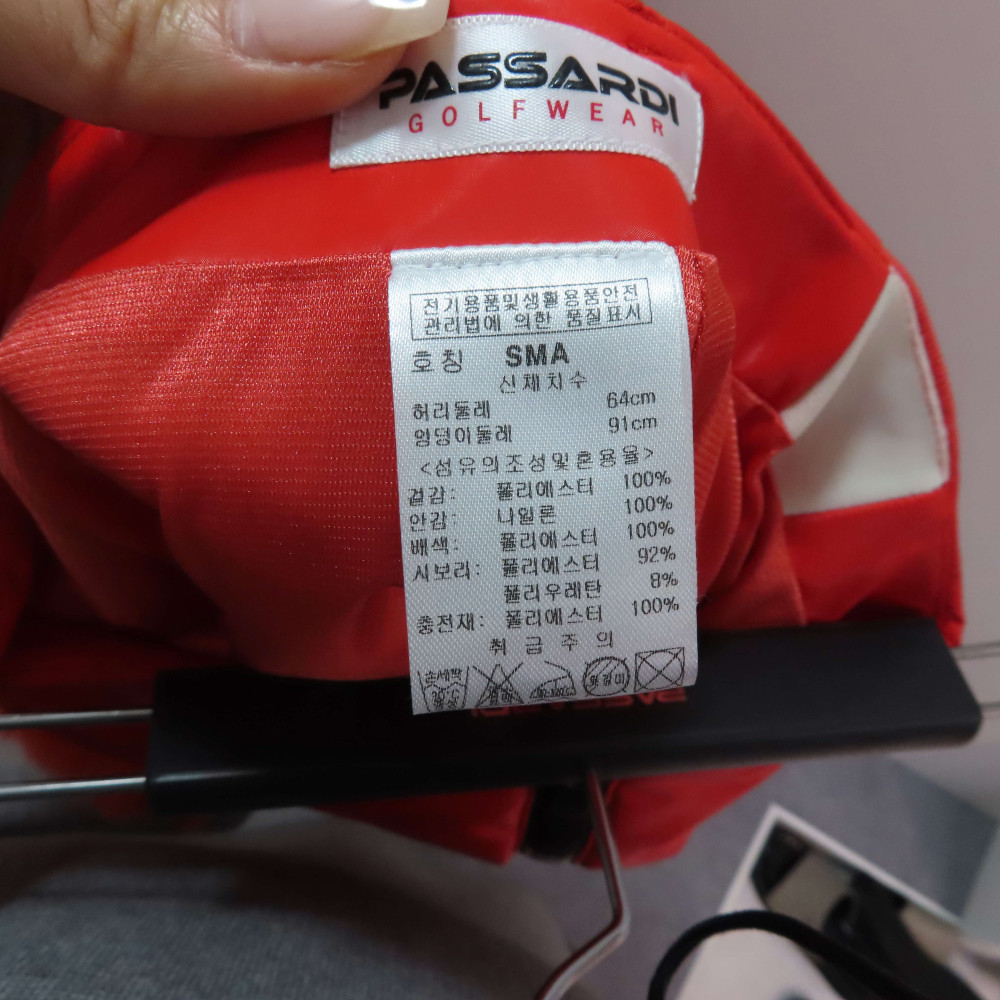 PASSARDI
GOLFWEAR
전기용품및생활용품안전
관리법에 의한 품질표시
호칭 SMA
신체치수
허리둘레 64cm
엉덩이둘레 91cm
<섬유의조성및혼용율>
겉감: 폴리에스터 100%
안감: 나일론 100%
배색: 폴리에스터 100%
시보리: 폴리에스터 92%
폴리우레탄 8%
충전재: 폴리에스터 100%
취급주의
손세탁